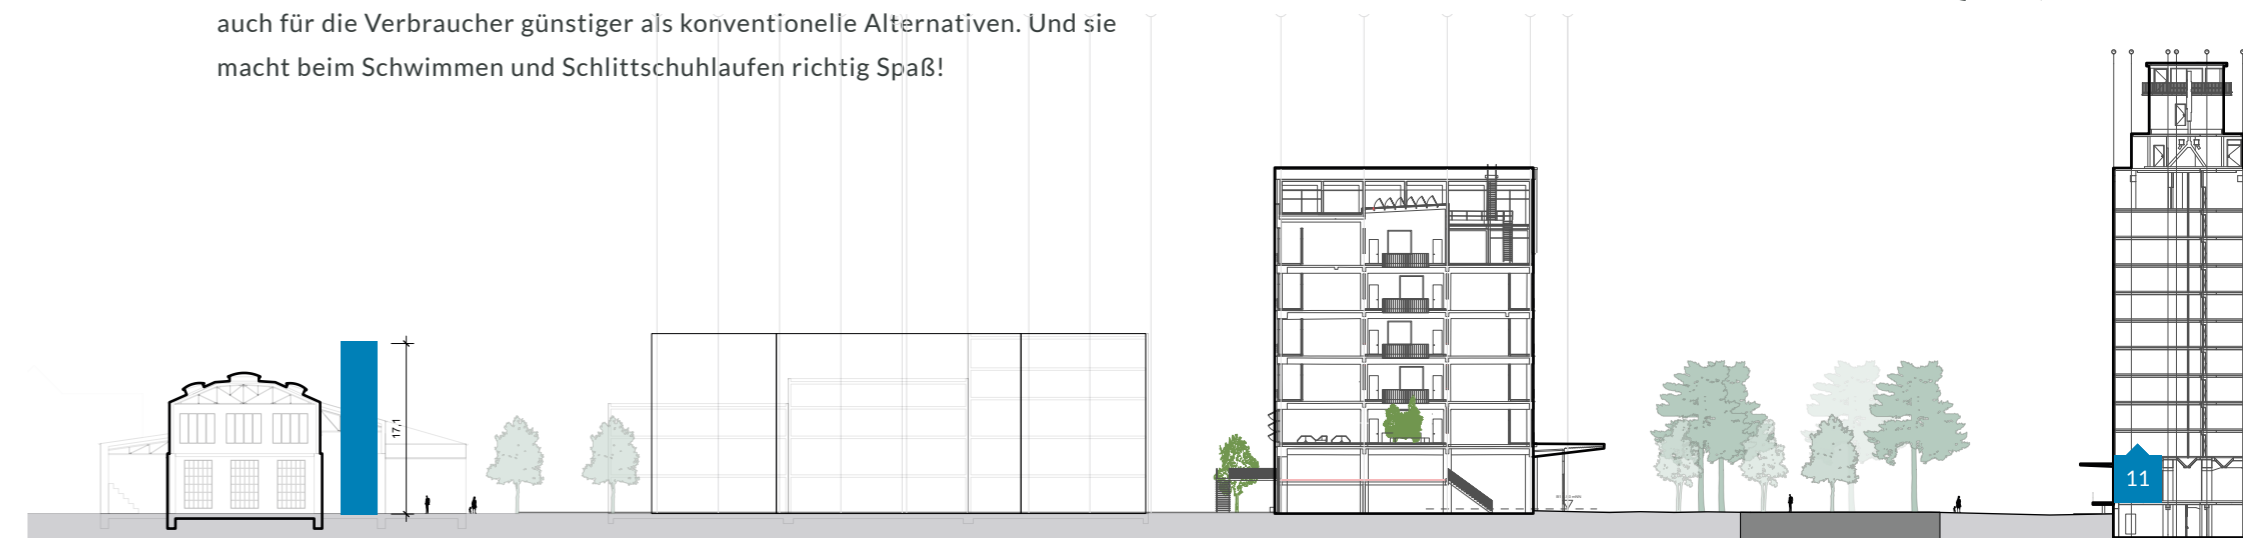 auch für die Verbraucher günstiger als konventionelle Alternativen. Und sie
macht beim Schwimmen und Schlittschuhlaufen richtig Spaß!
17,1
11